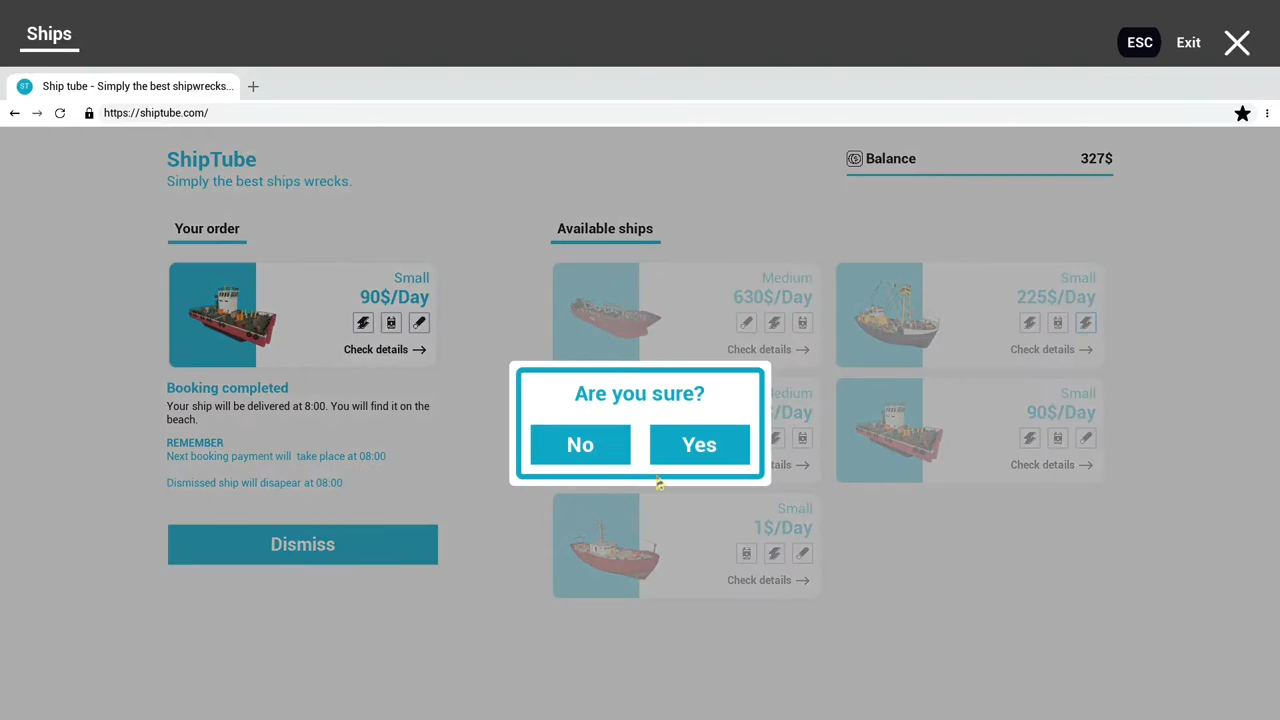 Ships
ESC Exit
ST Ship tube - Simply the best shipwrecks...
https://shiptube.com/
ShipTube
Simply the best ships wrecks.
Balance 327$
Your order
Available ships
Small
90$/Day
Check details
Booking completed
Your ship will be delivered at 8:00. You will find it on the
beach.
REMEMBER
Next booking payment will take place at 08:00
Dismissed ship will disapear at 08:00
Dismiss
Medium
630$/Day
Check details
Small
225$/Day
Check details
edium
$/Day
tails
Small
90$/Day
Check details
Small
1$/Day
Check details
Are you sure?
No Yes